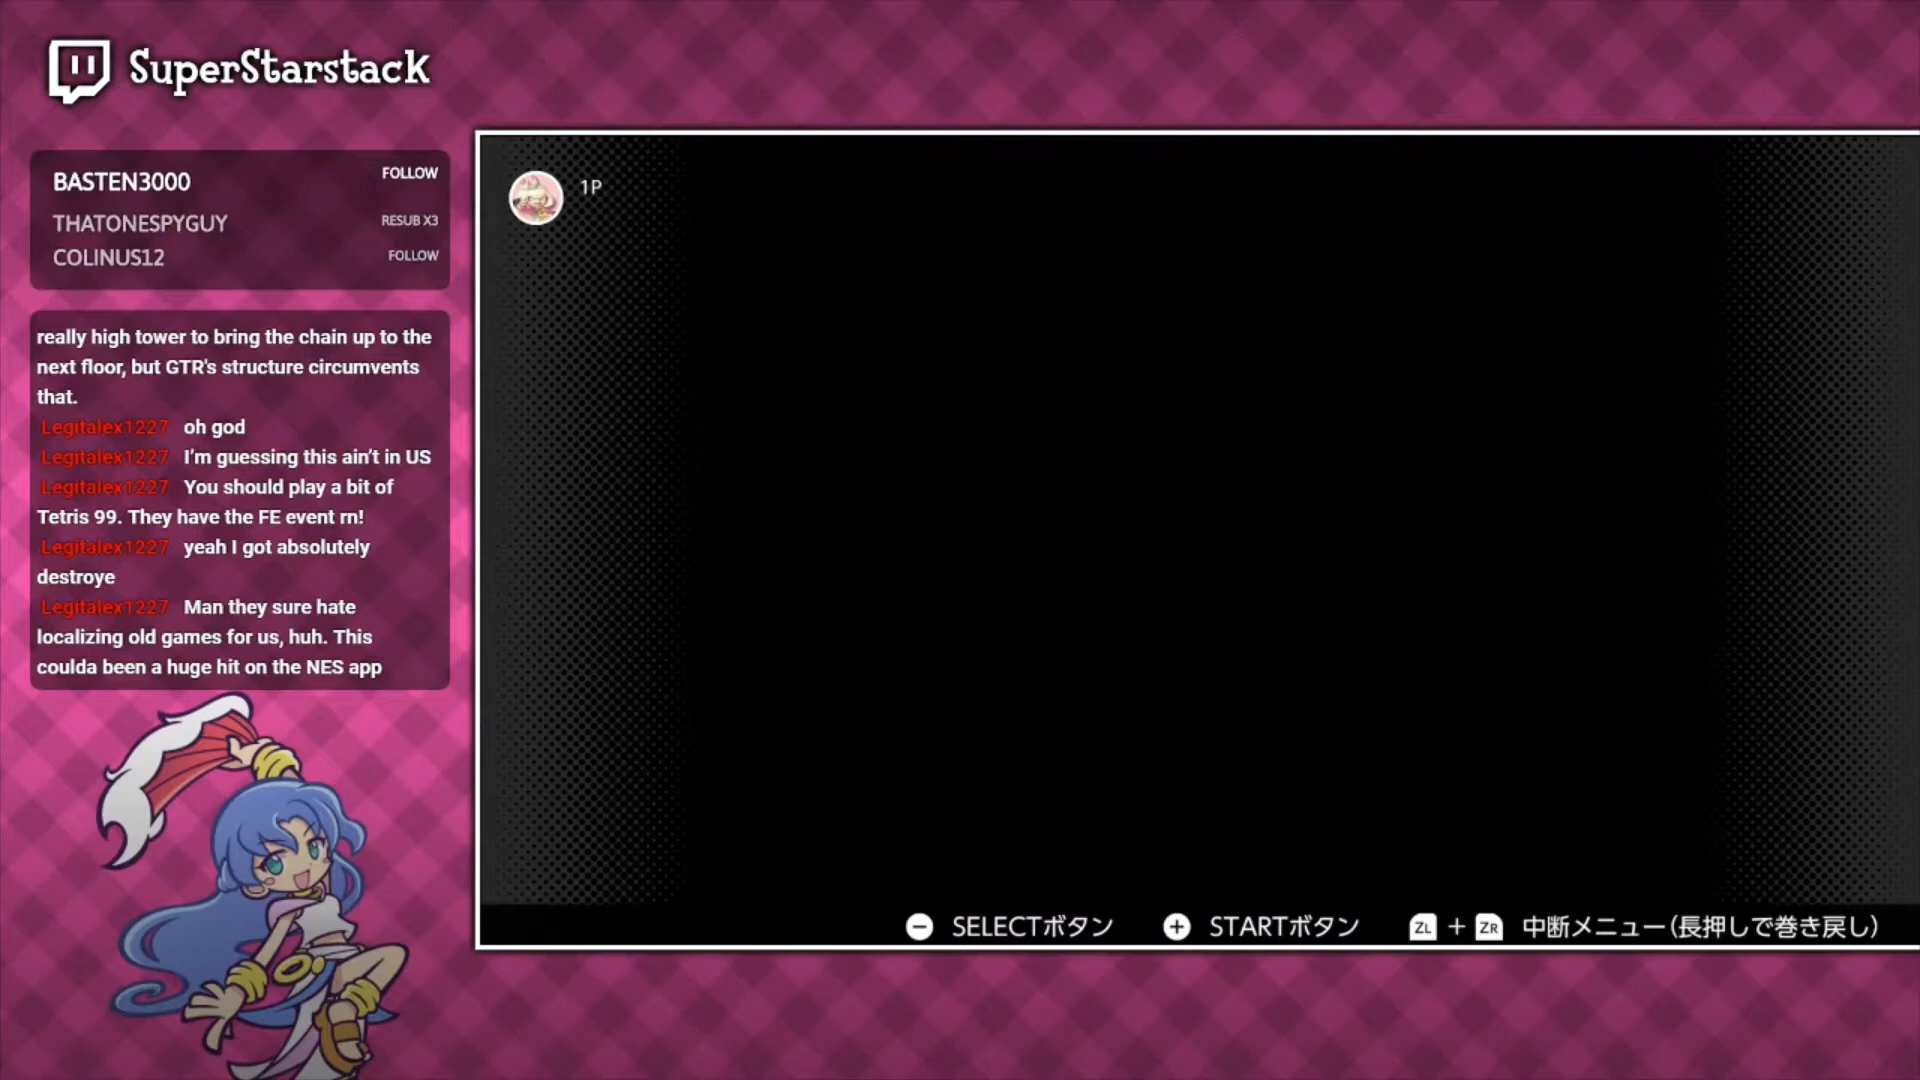 SuperStarstack
BASTEN3000 FOLLOW
THATONESPYGUY RESUB X3
COLINUS12 FOLLOW
really high tower to bring the chain up to the
next floor, but GTR's structure circumvents
that.
Legitalex1227 oh god
Legitalex1227 I'm guessing this ain't in US
Legitalex1227 You should play a bit of
Tetris 99. They have the FE event rn!
Legitalex1227 yeah I got absolutely
destroye
Legitalex1227 Man they sure hate
localizing old games for us, huh. This
coulda been a huge hit on the NES app
1P
SELECTボタン STARTボタン ZL + ZR 中断メニュー(長押しで巻き戻し)